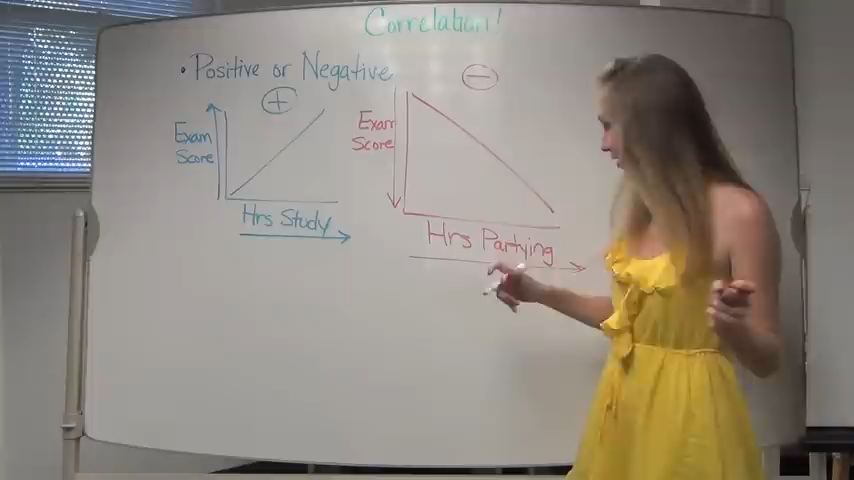 Correlation!
• Positive or Negative
+
Exam
Score
Hrs Study
−
Exam
Score
Hrs Partying